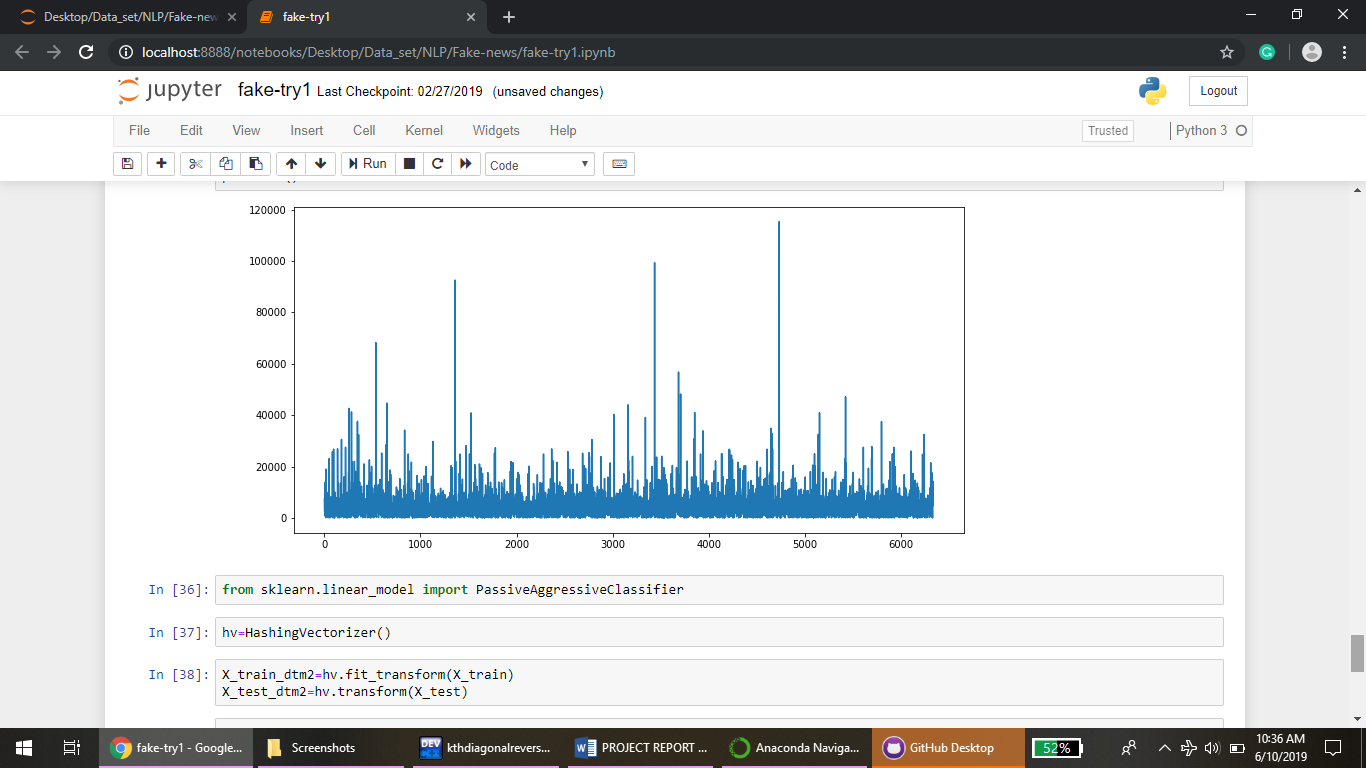 Desktop/Data_set/NLP/Fake-new
fake-try1
localhost:8888/notebooks/Desktop/Data_set/NLP/Fake-news/fake-try1.ipynb
jupyter fake-try1 Last Checkpoint: 02/27/2019 (unsaved changes)
Logout
File Edit View Insert Cell Kernel Widgets Help
Trusted Python 3
Run Code
120000
100000
80000
60000
40000
20000
0
0 1000 2000 3000 4000 5000 6000
In [36]: from sklearn.linear_model import PassiveAggressiveClassifier
In [37]: hv=HashingVectorizer()
In [38]: X_train_dtm2=hv.fit_transform(X_train)
X_test_dtm2=hv.transform(X_test)
fake-try1 - Google... Screenshots DEV kthdiagonalrevers... PROJECT REPORT ... Anaconda Naviga... GitHub Desktop 52% 10:36 AM
6/10/2019